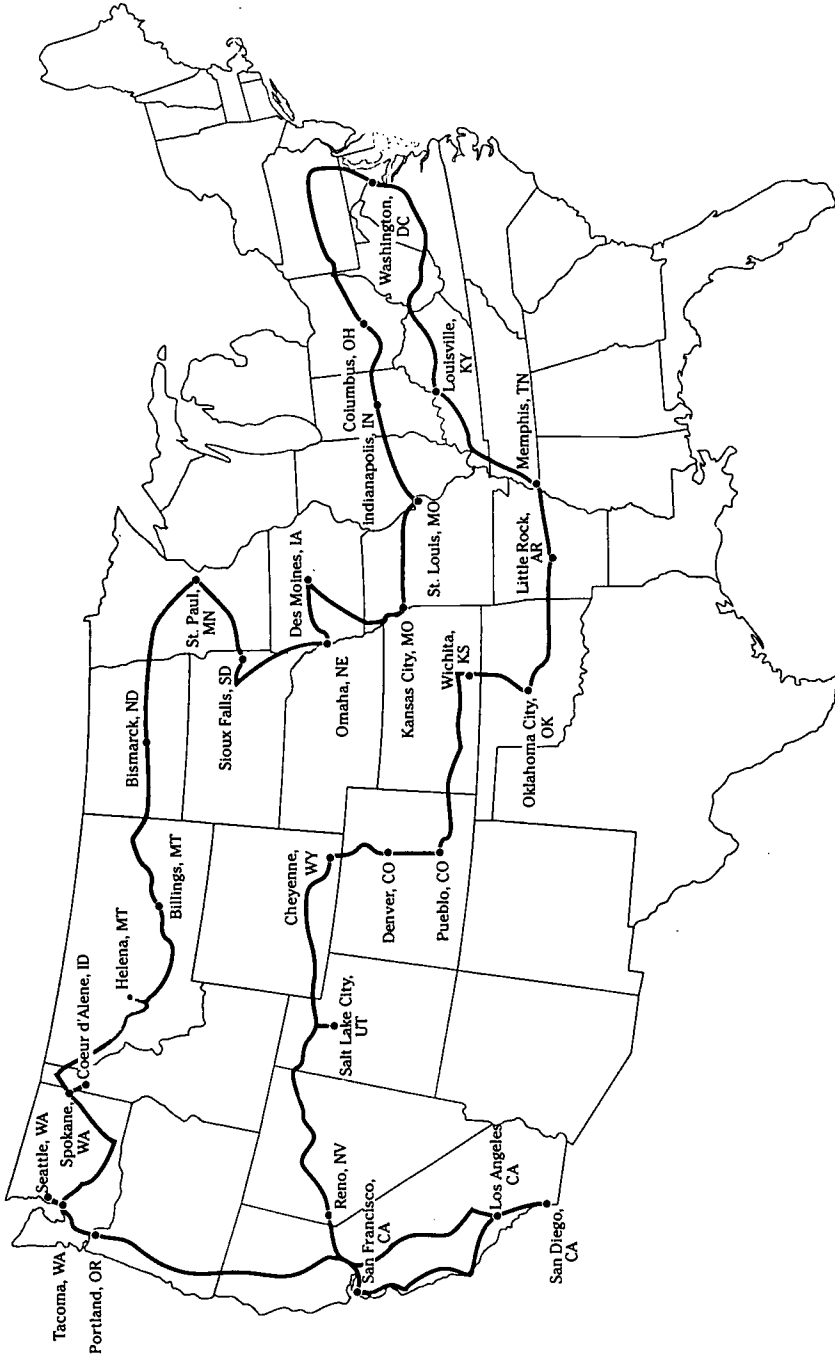 Seattle, WA
Tacoma, WA
Portland, OR
Spokane,
WA
Coeur d'Alene, ID
Helena, MT
Billings, MT
Bismarck, ND
St. Paul,
MN
Sioux Falls, SD
Omaha, NE
Des Moines, IA
Kansas City, MO
St. Louis, MO
Indianapolis, IN
Columbus, OH
Washington,
DC
Louisville,
KY
Memphis, TN
Little Rock,
AR
Oklahoma City,
OK
Wichita,
KS
Pueblo, CO
Denver, CO
Cheyenne,
WY
Salt Lake City,
UT
Reno, NV
San Francisco,
CA
Los Angeles
CA
San Diego,
CA